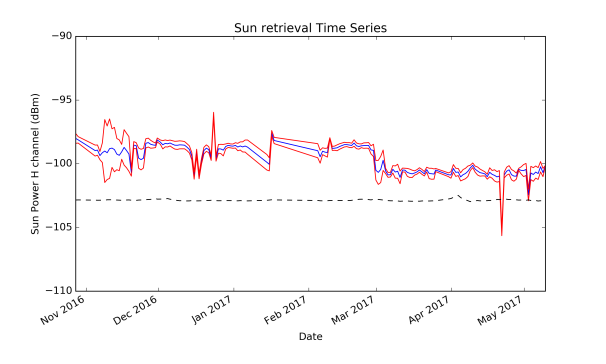 Sun retrieval Time Series
Sun Power H channel (dBm)
−90
−95
−100
−105
−110
Nov 2016
Dec 2016
Jan 2017
Feb 2017
Mar 2017
Apr 2017
May 2017
Date